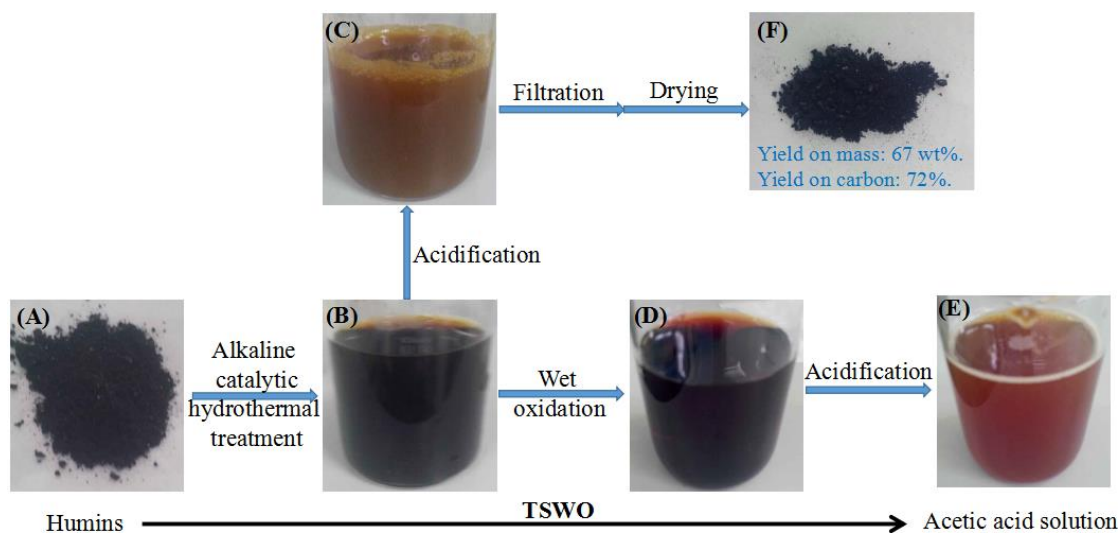 (C)
(F)
Filtration
Drying
Yield on mass: 67 wt%.
Yield on carbon: 72%.
Acidification
(A)
Alkaline
catalytic
hydrothermal
treatment
(B)
Wet
oxidation
(D)
Acidification
(E)
Humins
TSWO
Acetic acid solution